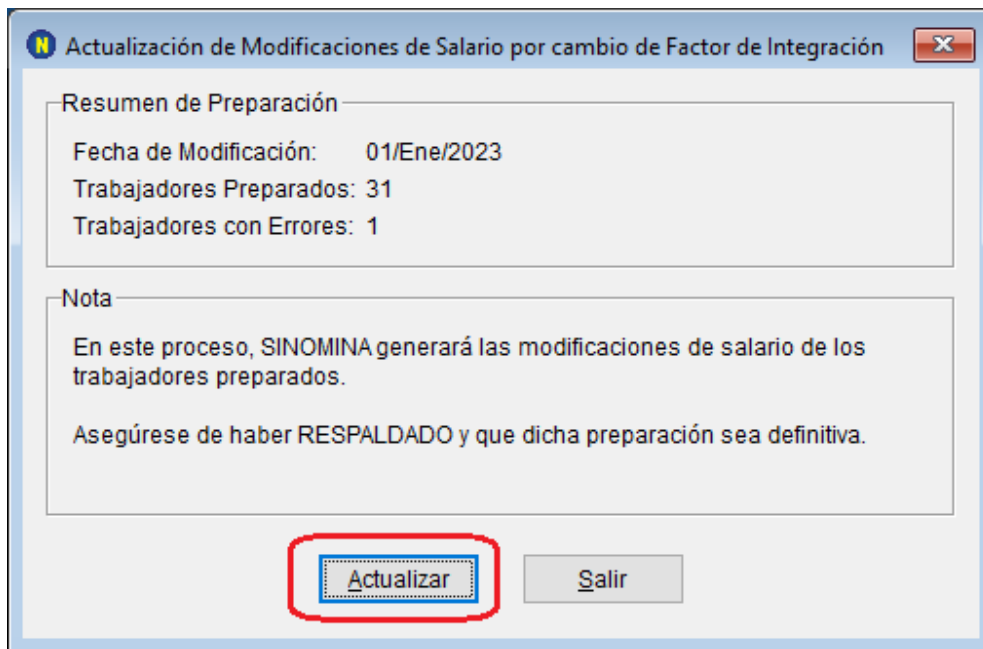 N Actualización de Modificaciones de Salario por cambio de Factor de Integración
Resumen de Preparación
Fecha de Modificación: 01/Ene/2023
Trabajadores Preparados: 31
Trabajadores con Errores: 1
Nota
En este proceso, SINOMINA generará las modificaciones de salario de los
trabajadores preparados.
Asegúrese de haber RESPALDADO y que dicha preparación sea definitiva.
Actualizar Salir